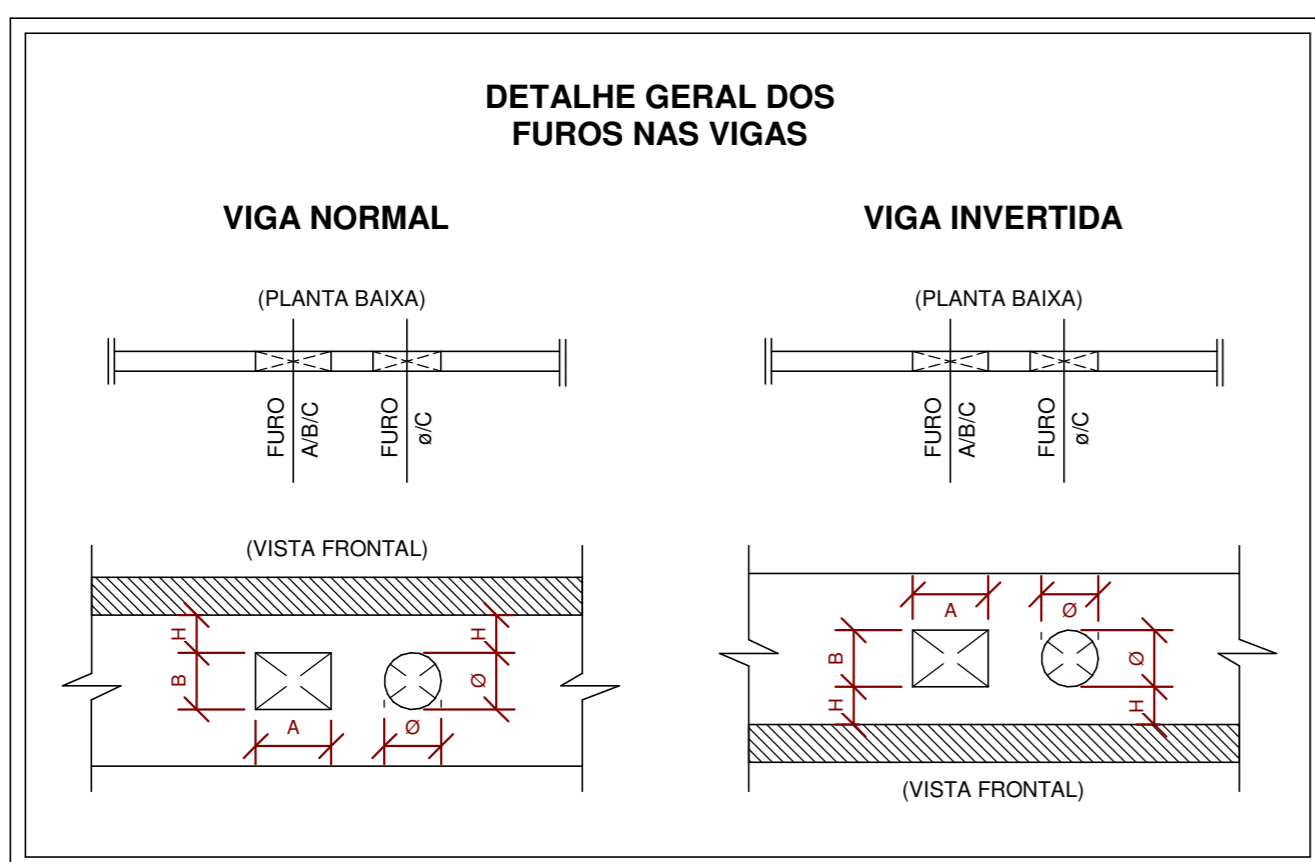 DETALHE GERAL DOS
FUROS NAS VIGAS
VIGA NORMAL
(PLANTA BAIXA)
FURO
A/B/C
FURO
ø/C
(VISTA FRONTAL)
H
H
B
Ø
A
Ø
VIGA INVERTIDA
(PLANTA BAIXA)
FURO
A/B/C
FURO
ø/C
A
Ø
B
Ø
H
H
(VISTA FRONTAL)